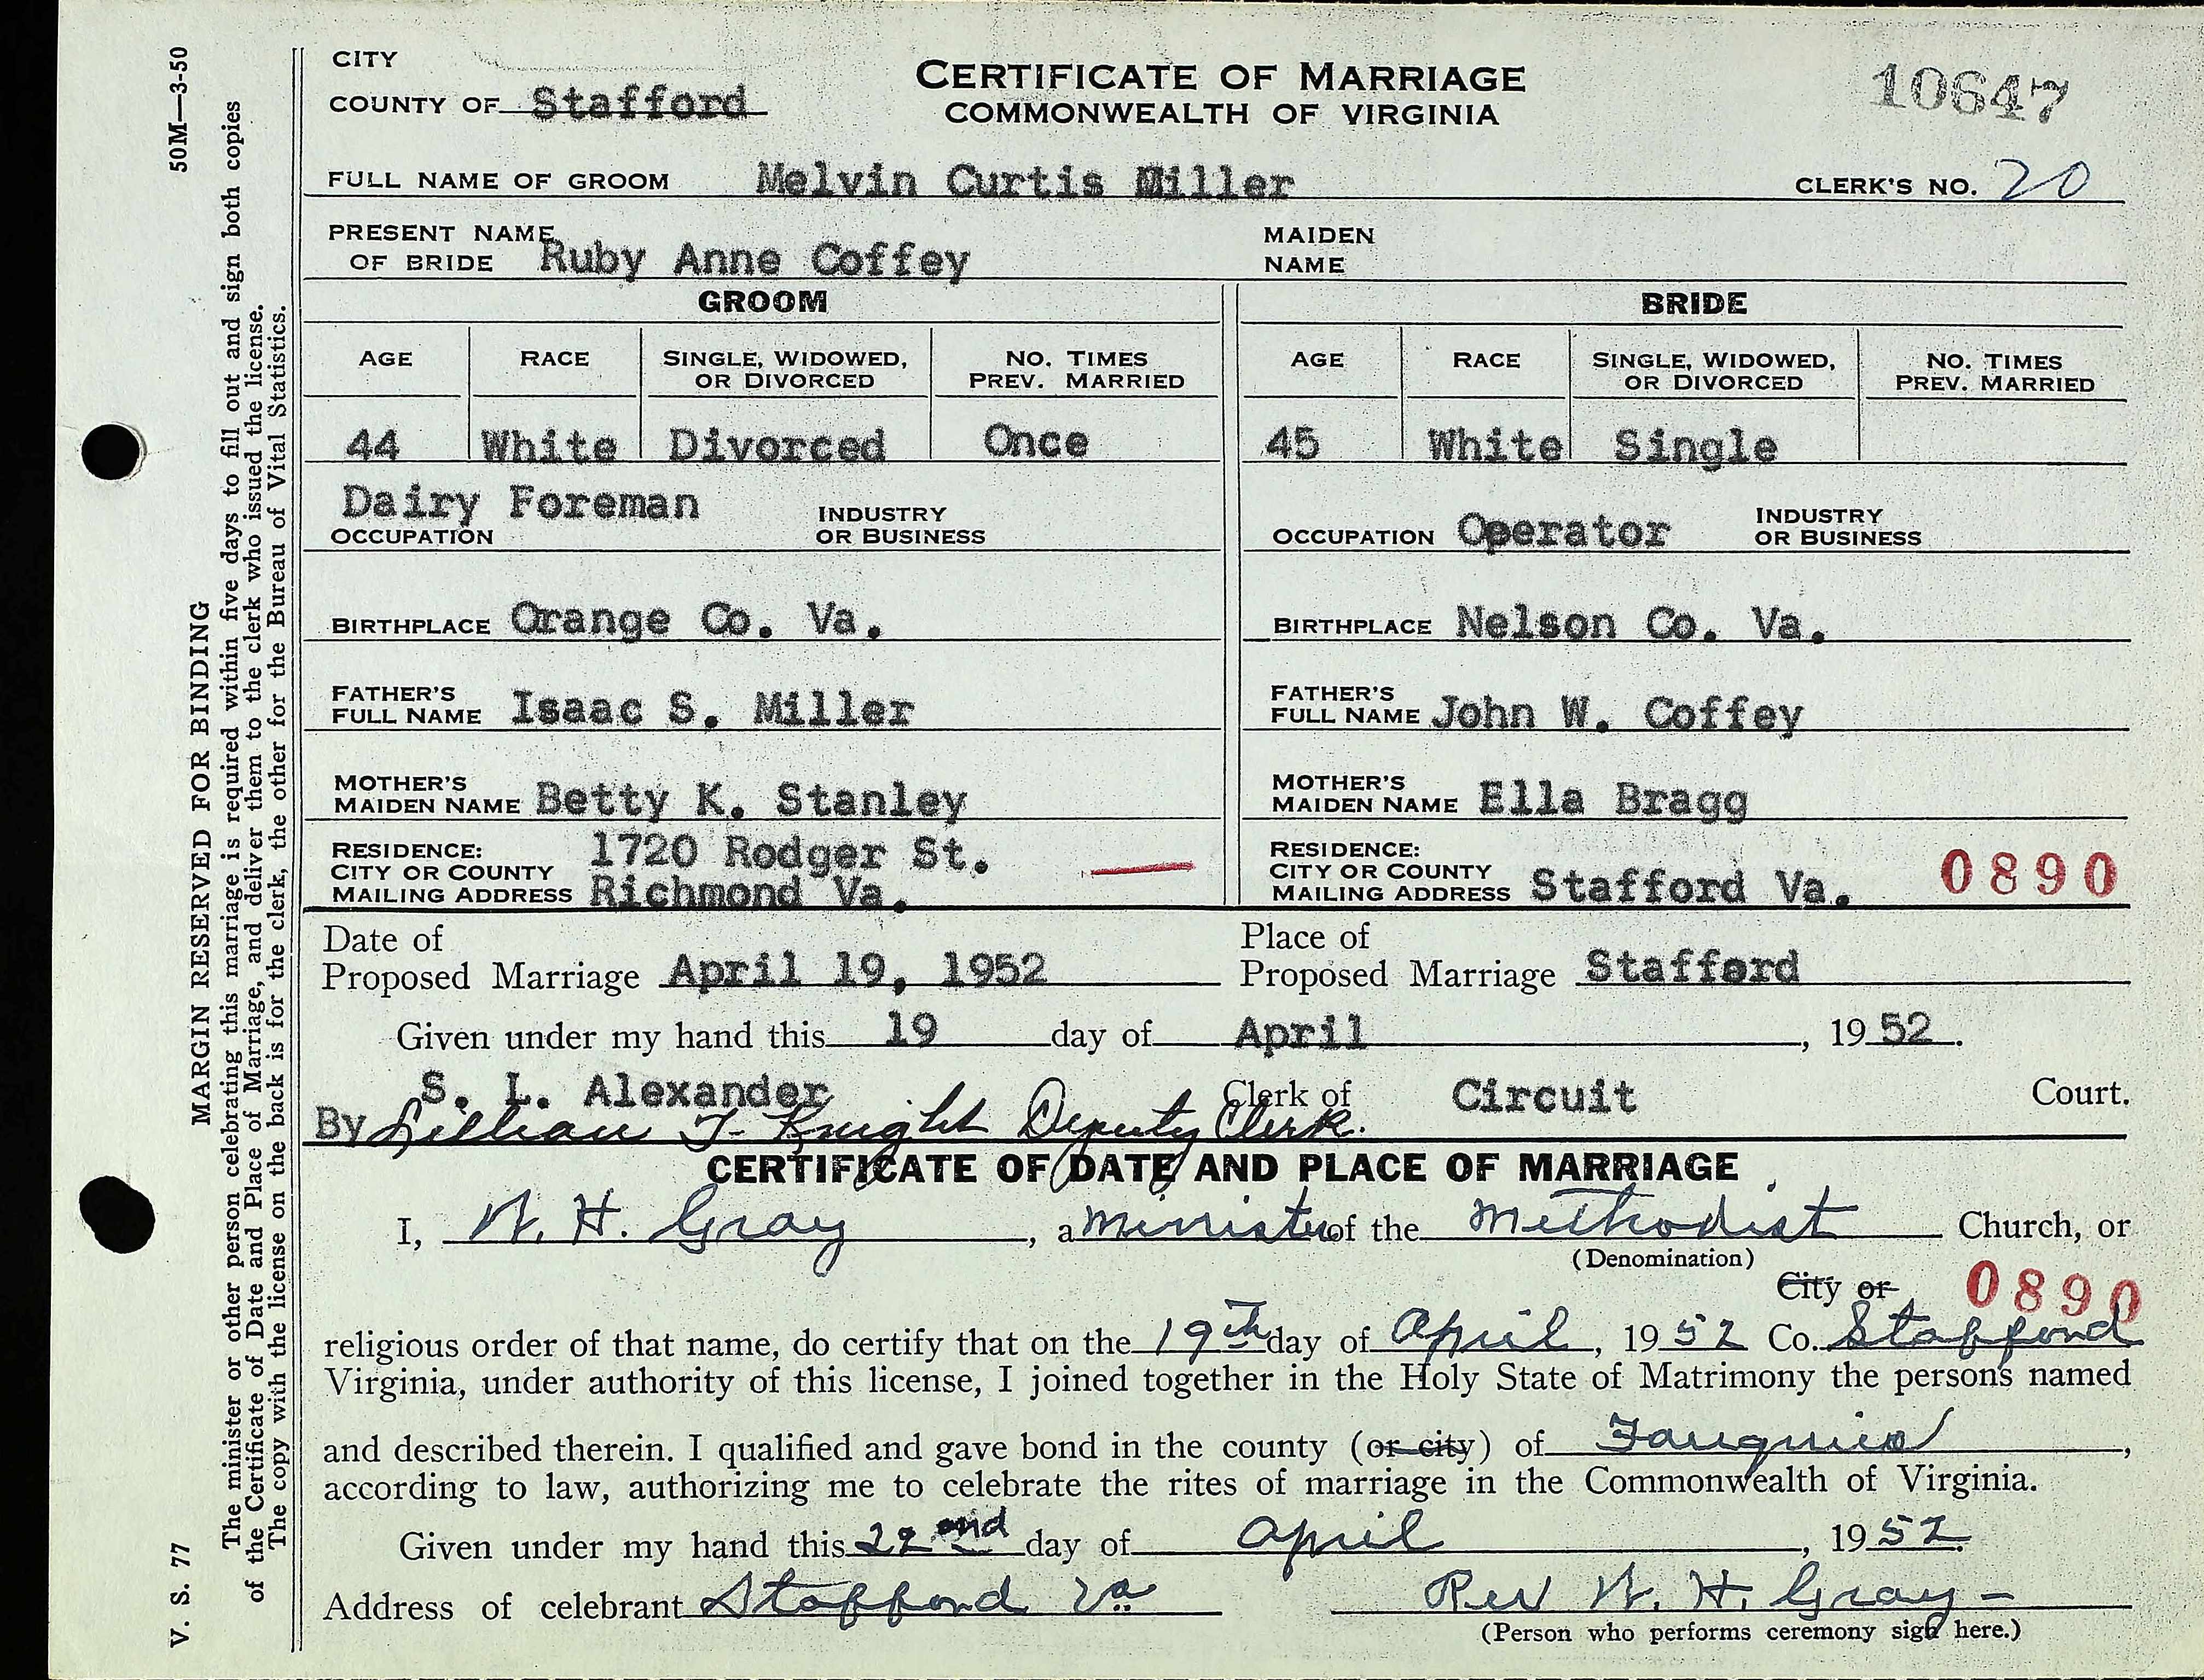 CITY
COUNTY OF Stafford
CERTIFICATE OF MARRIAGE
COMMONWEALTH OF VIRGINIA
10647
FULL NAME OF GROOM Melvin Curtis Miller
CLERK'S NO. 20
PRESENT NAME OF BRIDE Ruby Anne Coffey
MAIDEN NAME
GROOM
BRIDE
AGE RACE SINGLE, WIDOWED, OR DIVORCED NO. TIMES PREV. MARRIED
AGE RACE SINGLE, WIDOWED, OR DIVORCED NO. TIMES PREV. MARRIED
44 White Divorced Once
45 White Single
Dairy Foreman
OCCUPATION INDUSTRY OR BUSINESS
OCCUPATION Operator INDUSTRY OR BUSINESS
BIRTHPLACE Orange Co. Va.
BIRTHPLACE Nelson Co. Va.
FATHER'S FULL NAME Isaac S. Miller
FATHER'S FULL NAME John W. Coffey
MOTHER'S MAIDEN NAME Betty K. Stanley
MOTHER'S MAIDEN NAME Ella Bragg
RESIDENCE: CITY OR COUNTY MAILING ADDRESS 1720 Rodger St. Richmond Va.
RESIDENCE: CITY OR COUNTY MAILING ADDRESS Stafford Va. 0890
Date of Proposed Marriage April 19, 1952
Place of Proposed Marriage Stafford
Given under my hand this 19 day of April, 1952.
S. L. Alexander Clerk of Circuit Court.
By Lillian T. Knight Deputy Clerk.
CERTIFICATE OF DATE AND PLACE OF MARRIAGE
I, W. H. Gray, a Minister of the Methodist Church, or
(Denomination)
City or 0890
religious order of that name, do certify that on the 19th day of April, 1952 Co. Stafford
Virginia, under authority of this license, I joined together in the Holy State of Matrimony the persons named
and described therein. I qualified and gave bond in the county (or city) of Fauquier,
according to law, authorizing me to celebrate the rites of marriage in the Commonwealth of Virginia.
Given under my hand this 22nd day of April, 1952.
Address of celebrant Stafford Va
Rev W. H. Gray
(Person who performs ceremony sign here.)
V. S. 77
MARGIN RESERVED FOR BINDING
50M—3-50
The minister or other person celebrating this marriage is required within five days to fill out and sign both copies
of the Certificate of Date and Place of Marriage, and deliver them to the clerk who issued the license.
The copy with the license on the back is for the clerk, the other for the Bureau of Vital Statistics.